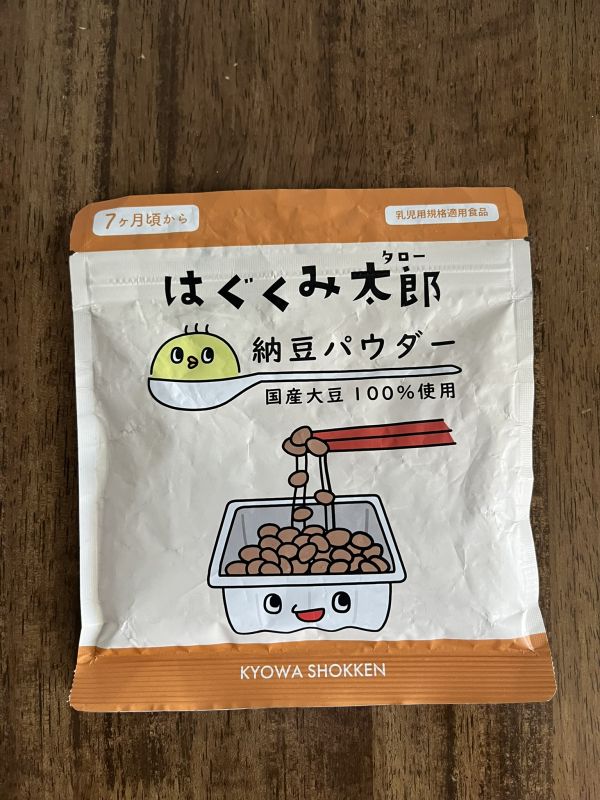 7ヶ月頃から
乳児用規格適用食品
タロー
はぐくみ太郎
納豆パウダー
国産大豆100%使用
KYOWA SHOKKEN